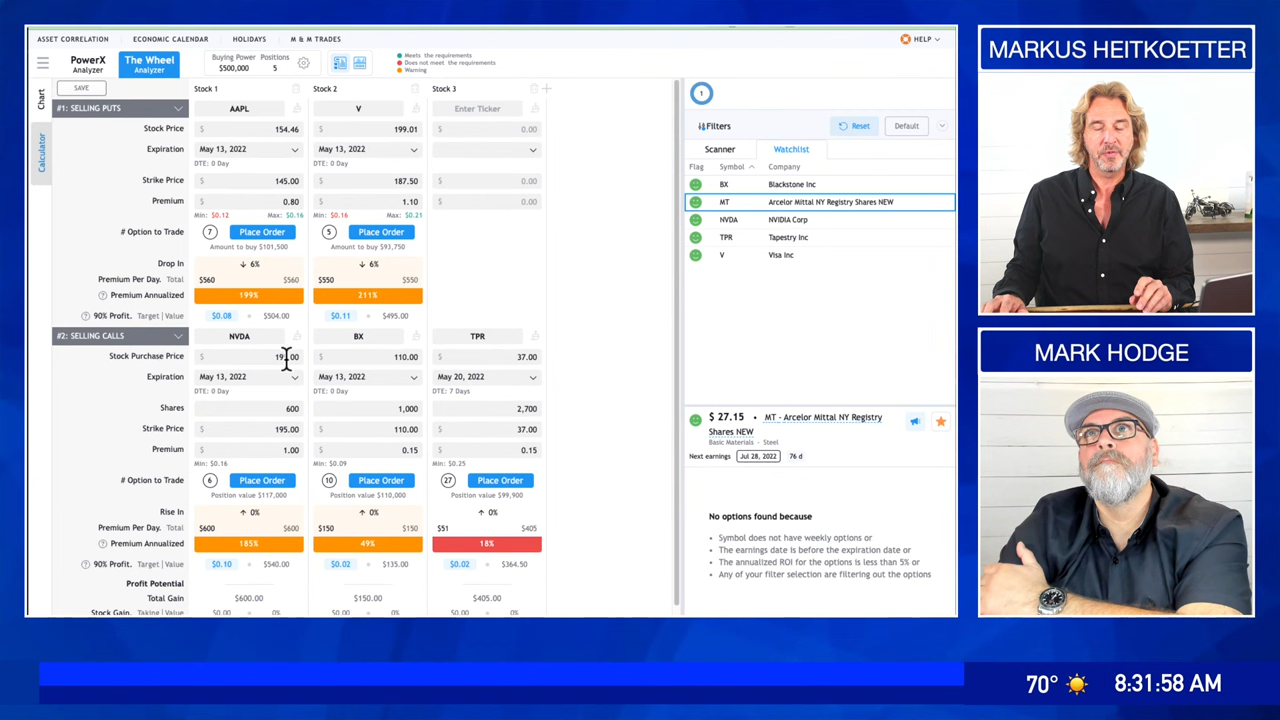 ASSET CORRELATION ECONOMIC CALENDAR HOLIDAYS M & M TRADES HELP
PowerX Analyzer
The Wheel Analyzer
Buying Power Positions
$500,000 5
Meets the requirements
Does not meet the requirements
Warning
Chart
Calculator
SAVE Stock 1 Stock 2 Stock 3
#1: SELLING PUTS AAPL V Enter Ticker
Stock Price $ 154.46 $ 199.01 $ 0.00
Expiration May 13, 2022 May 13, 2022
DTE: 0 Day DTE: 0 Day
Strike Price $ 145.00 $ 187.50 $ 0.00
Premium $ 0.80 $ 1.10 $ 0.00
Min: $0.12 Max: $0.16 Min: $0.16 Max: $0.21
# Option to Trade 7 Place Order 5 Place Order
Amount to buy $101,500 Amount to buy $93,750
Drop In ↓ 6% ↓ 6%
Premium Per Day. Total $560 $560 $550 $550
? Premium Annualized 199% 211%
? 90% Profit. Target | Value $0.08 $504.00 $0.11 $495.00
#2: SELLING CALLS NVDA BX TPR
Stock Purchase Price $ $ 110.00 $ 37.00
Expiration May 13, 2022 May 13, 2022 May 20, 2022
DTE: 0 Day DTE: 0 Day DTE: 7 Days
Shares 600 1,000 2,700
Strike Price $ 195.00 $ 110.00 $ 37.00
Premium $ 1.00 $ 0.15 $ 0.15
Min: $0.16 Min: $0.09 Min: $0.25
# Option to Trade 6 Place Order 10 Place Order 27 Place Order
Position value $117,000 Position value $110,000 Position value $99,900
Rise In ↑ 0% ↑ 0% ↑ 0%
Premium Per Day. Total $600 $600 $150 $150 $51 $405
? Premium Annualized 185% 49% 18%
? 90% Profit. Target | Value $0.10 $540.00 $0.02 $135.00 $0.02 $364.50
Profit Potential
Total Gain $600.00 $150.00 $405.00
Stock Gain. Taking | Value $0.00 0% $0.00 0% $0.00 0%
1
Filters Reset Default
Scanner Watchlist
Flag Symbol Company
BX Blackstone Inc
MT Arcelor Mittal NY Registry Shares NEW
NVDA NVIDIA Corp
TPR Tapestry Inc
V Visa Inc
$ 27.15 • MT - Arcelor Mittal NY Registry
Shares NEW
Basic Materials - Steel
Next earnings Jul 28, 2022 76 d
No options found because
• Symbol does not have weekly options or
• The earnings date is before the expiration date or
• The annualized ROI for the options is less than 5% or
• Any of your filter selection are filtering out the options
MARKUS HEITKOETTER
MARK HODGE
70° 8:31:58 AM